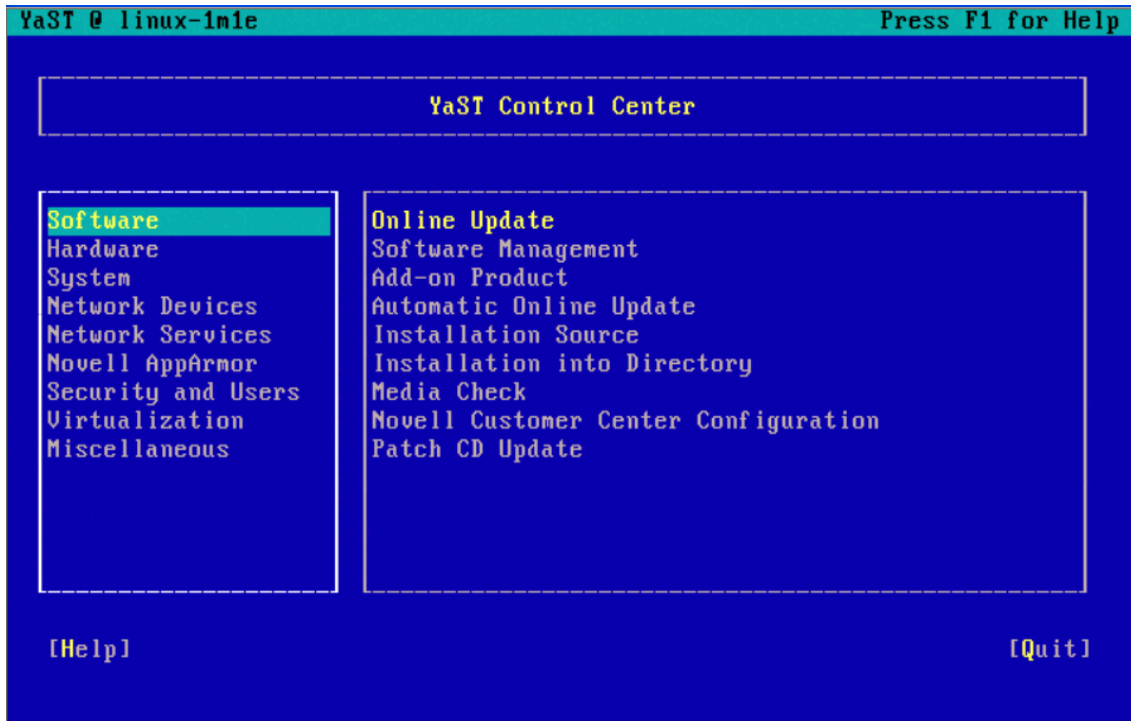 YaST @ linux-1m1e Press F1 for Help
YaST Control Center
Software
Hardware
System
Network Devices
Network Services
Novell AppArmor
Security and Users
Virtualization
Miscellaneous
Online Update
Software Management
Add-on Product
Automatic Online Update
Installation Source
Installation into Directory
Media Check
Novell Customer Center Configuration
Patch CD Update
[Help] [Quit]